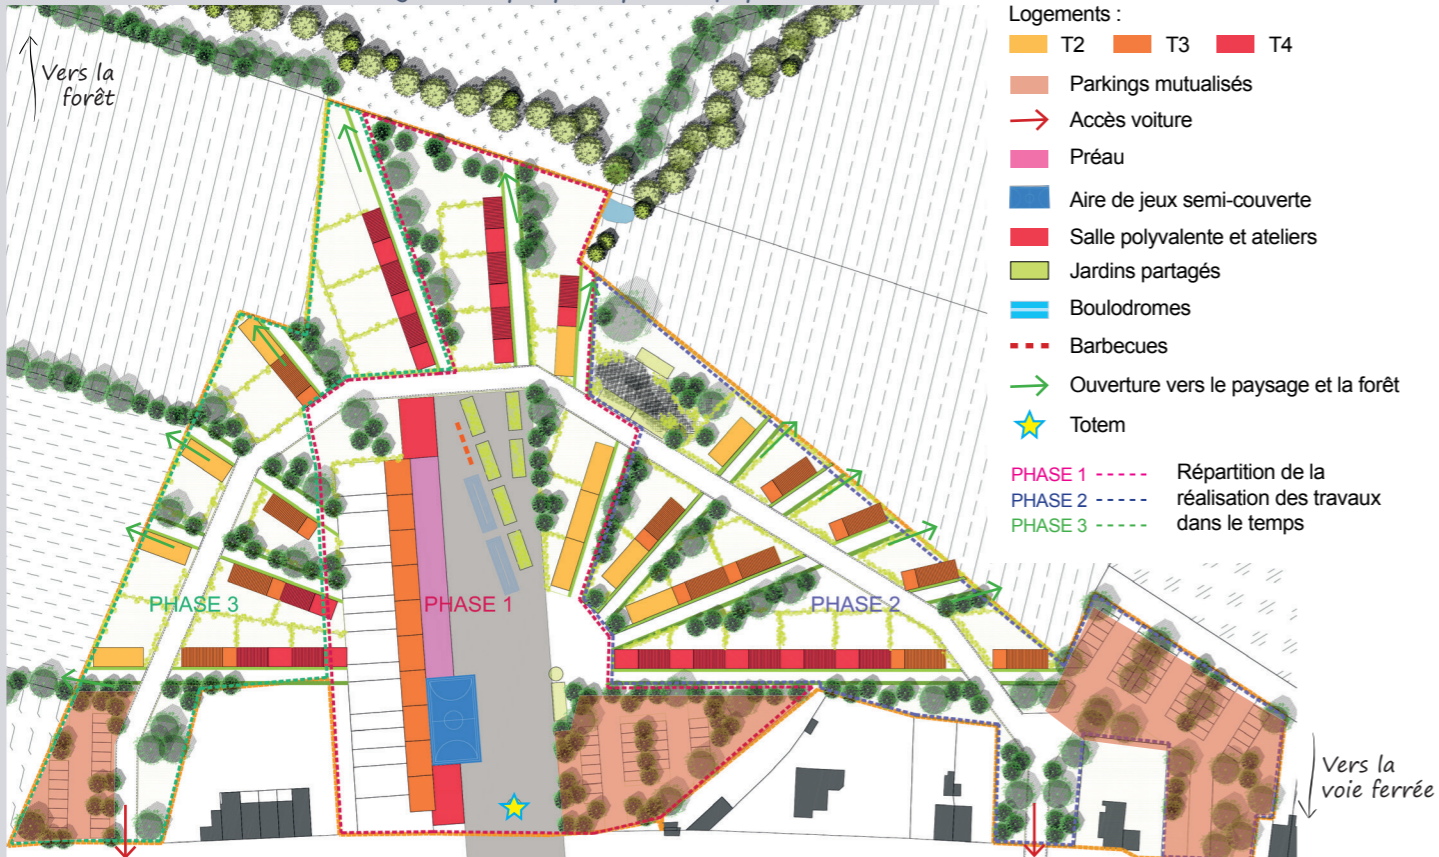 Logements :
T2 T3 T4
Parkings mutualisés
Accès voiture
Préau
Aire de jeux semi-couverte
Salle polyvalente et ateliers
Jardins partagés
Boulodromes
Barbecues
Ouverture vers le paysage et la forêt
Totem
PHASE 1 ------ Répartition de la
PHASE 2 ------ réalisation des travaux
PHASE 3 ------ dans le temps
Vers la
forêt
PHASE 3
PHASE 1
PHASE 2
Vers la
voie ferrée